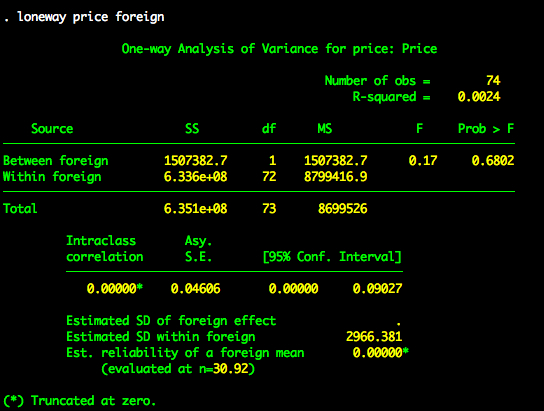 . loneway price foreign
One-way Analysis of Variance for price: Price
Number of obs = 74
R-squared = 0.0024
Source SS df MS F Prob > F
Between foreign 1507382.7 1 1507382.7 0.17 0.6802
Within foreign 6.336e+08 72 8799416.9
Total 6.351e+08 73 8699526
Intraclass Asy.
correlation S.E. [95% Conf. Interval]
0.00000* 0.04606 0.00000 0.09027
Estimated SD of foreign effect .
Estimated SD within foreign 2966.381
Est. reliability of a foreign mean 0.00000*
(evaluated at n=30.92)
(*) Truncated at zero.